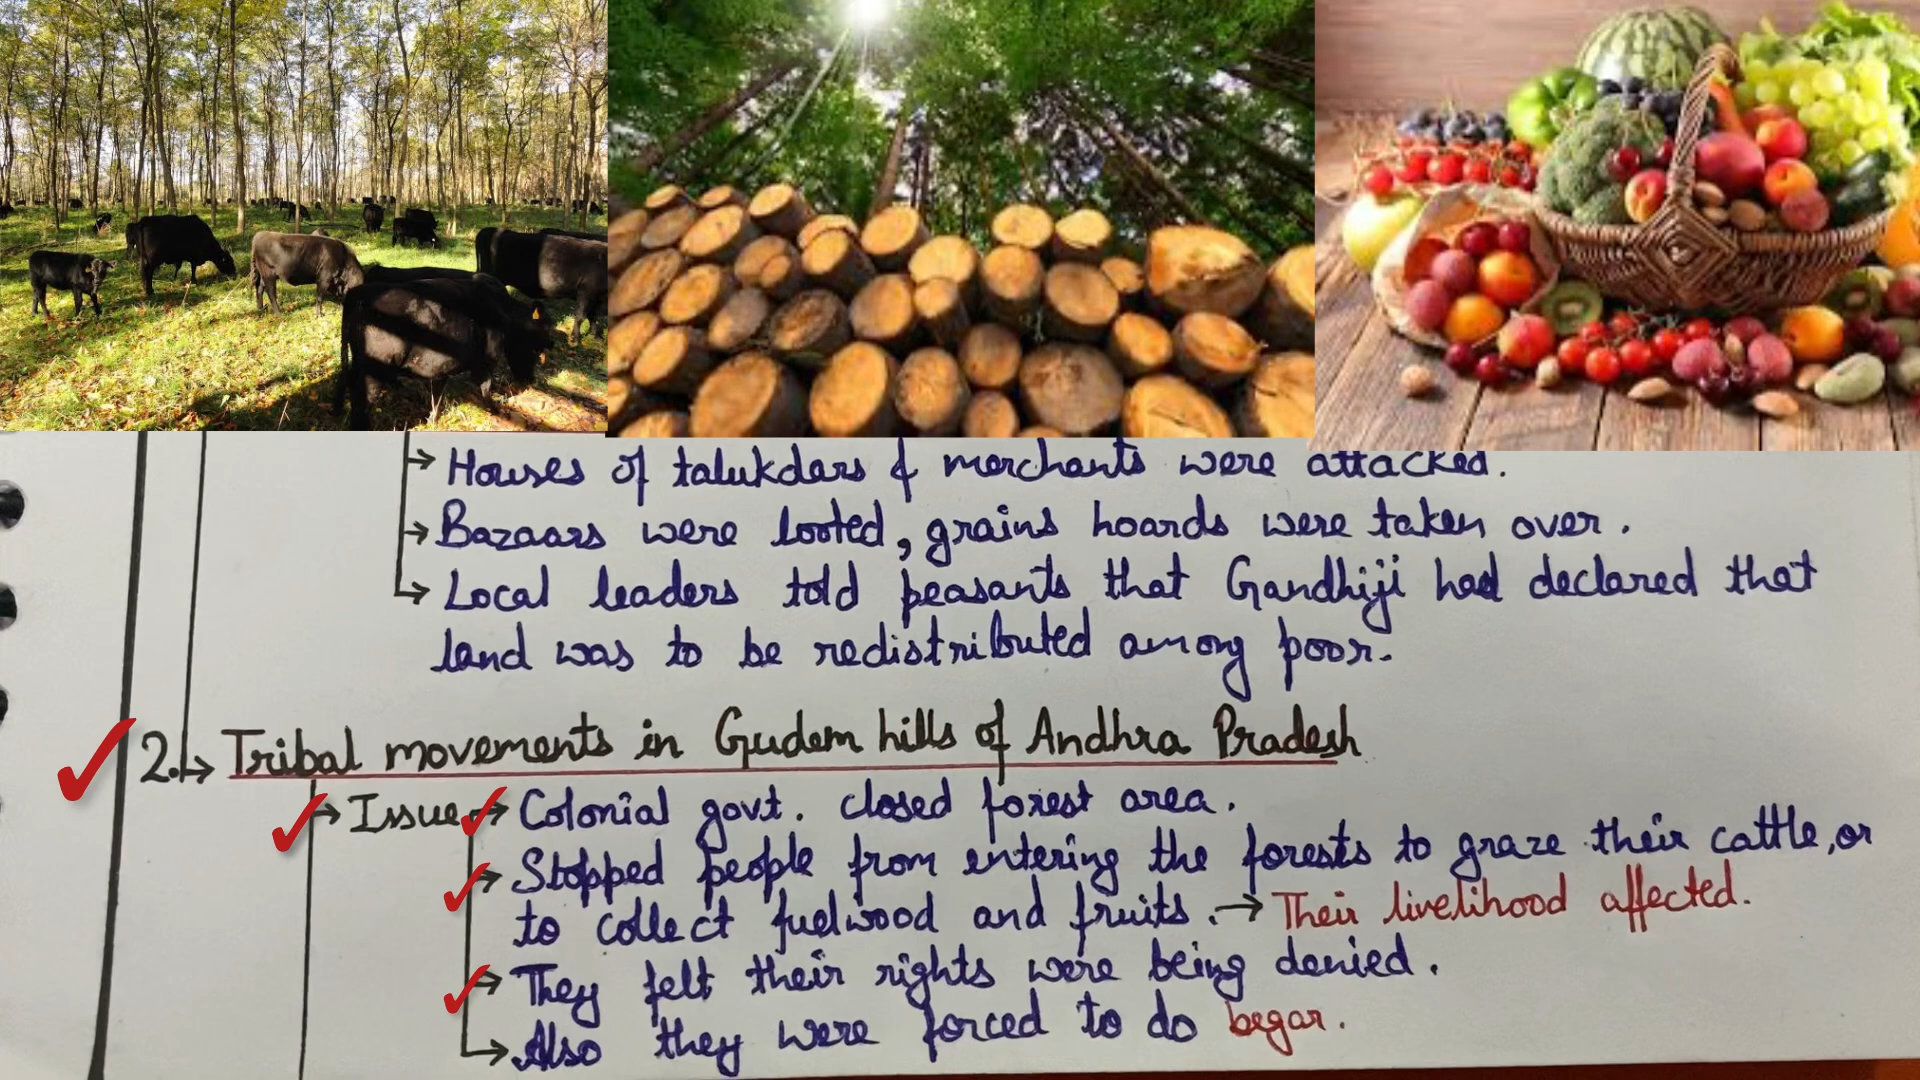 → Houses of talukdars & merchants were attacked.
→ Bazaars were looted, grains hoards were taken over.
→ Local leaders told peasants that Gandhiji had declared that
land was to be redistributed among poor.
2. → Tribal movements in Gudem hills of Andhra Pradesh
→ Issue → Colonial govt. closed forest area.
→ Stopped people from entering the forests to graze their cattle, or
to collect fuelwood and fruits. → Their livelihood affected.
→ They felt their rights were being denied.
→ Also they were forced to do begar.